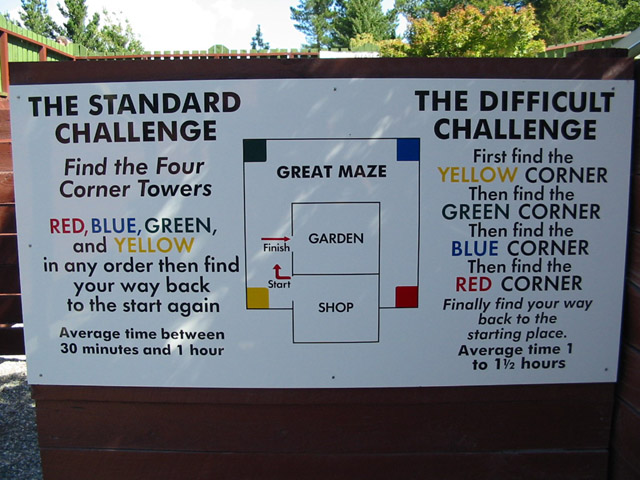 THE STANDARD
CHALLENGE
Find the Four
Corner Towers
RED, BLUE, GREEN,
and YELLOW
in any order then find
your way back
to the start again
Average time between
30 minutes and 1 hour
GREAT MAZE
GARDEN
Finish
Start
SHOP
THE DIFFICULT
CHALLENGE
First find the
YELLOW CORNER
Then find the
GREEN CORNER
Then find the
BLUE CORNER
Then find the
RED CORNER
Finally find your way
back to the
starting place.
Average time 1
to 1½ hours